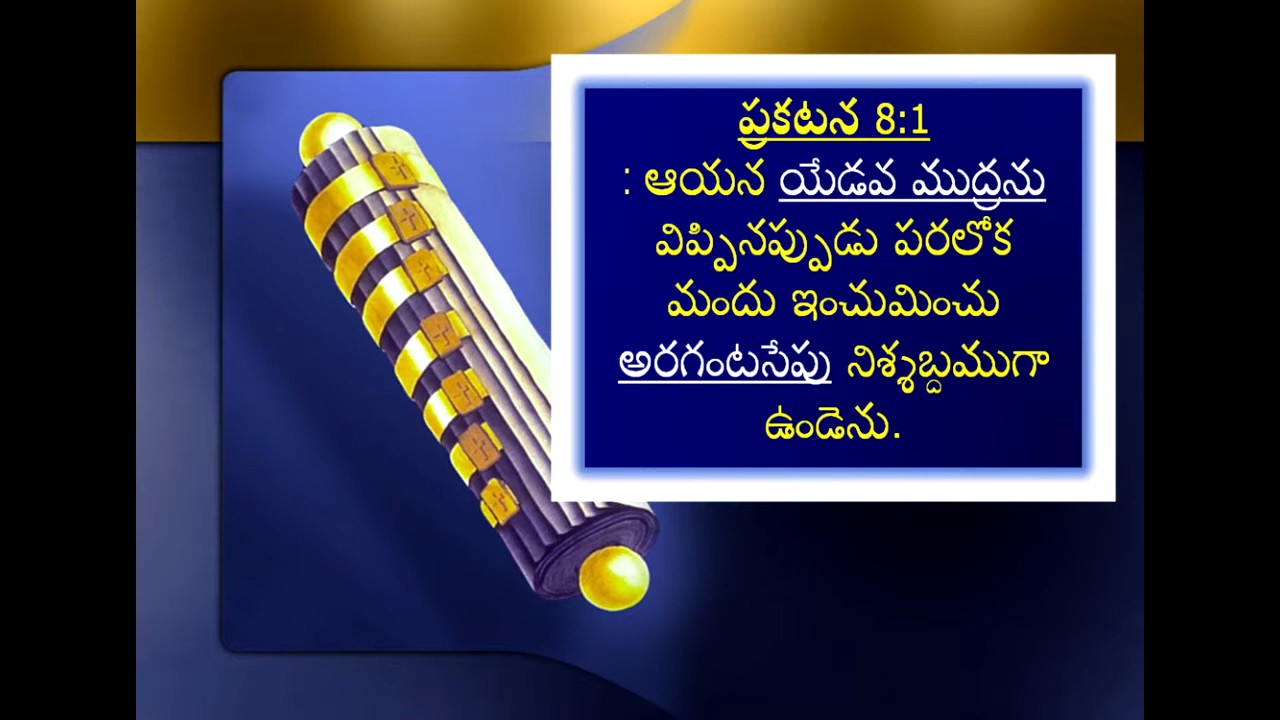 ప్రకటన 8:1
: ఆయన యేడవ ముద్రను
విప్పినప్పుడు పరలోక
మందు ఇంచుమించు
అరగంటసేపు నిశ్శబ్దముగా
ఉండెను.